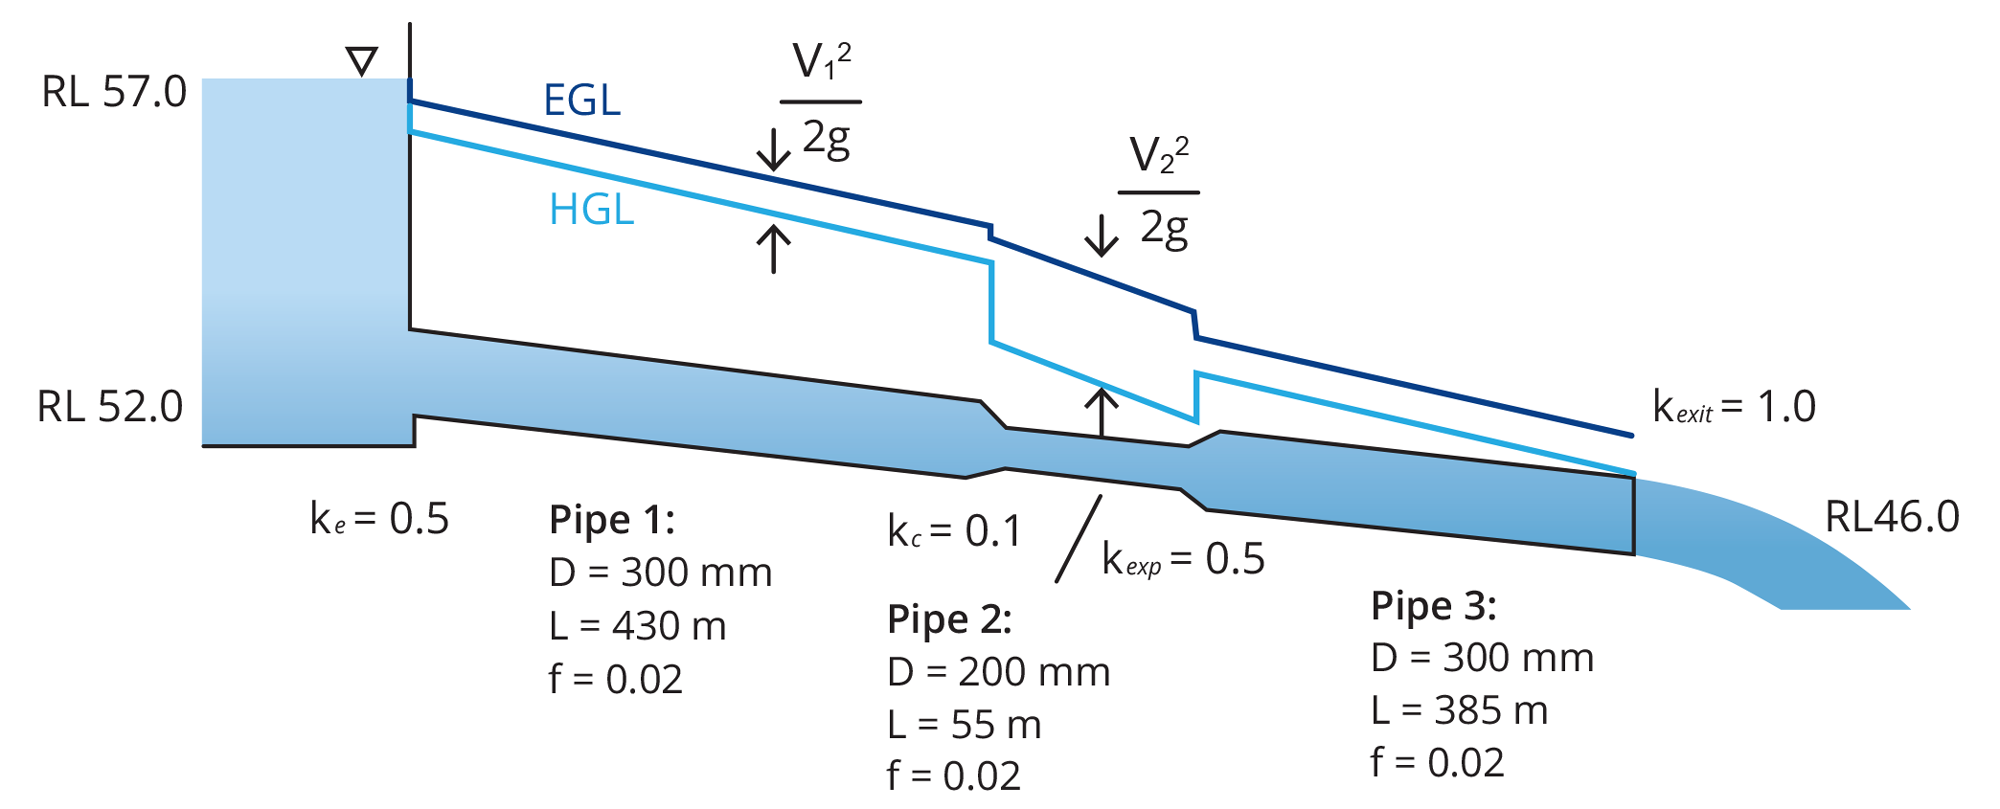 RL 57.0
EGL
HGL
V₁²
2g
V₂²
2g
RL 52.0
kₑ = 0.5
Pipe 1:
D = 300 mm
L = 430 m
f = 0.02
k꜀ = 0.1
kexp = 0.5
Pipe 2:
D = 200 mm
L = 55 m
f = 0.02
kexit = 1.0
RL46.0
Pipe 3:
D = 300 mm
L = 385 m
f = 0.02